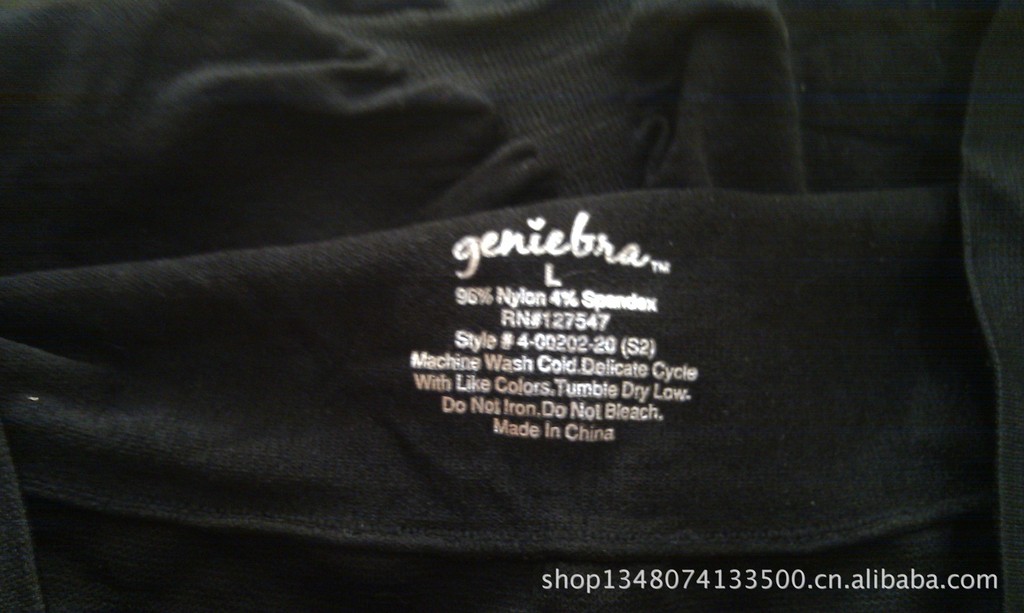 geniebra™
L
96% Nylon 4% Spandex
RN#127547
Style # 4-00202-20 (S2)
Machine Wash Cold.Delicate Cycle
With Like Colors.Tumble Dry Low.
Do Not Iron.Do Not Bleach.
Made In China
shop1348074133500.cn.alibaba.com